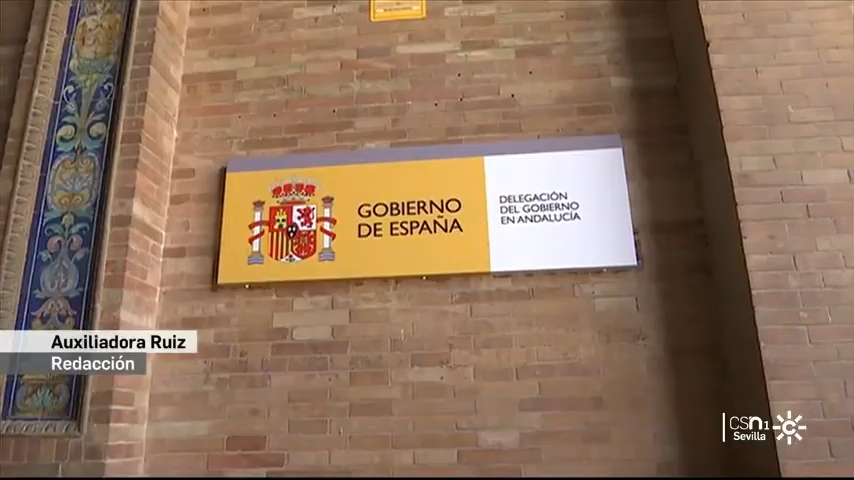 GOBIERNO
DE ESPAÑA
DELEGACIÓN
DEL GOBIERNO
EN ANDALUCÍA
Auxiliadora Ruiz
Redacción
CSn1
Sevilla